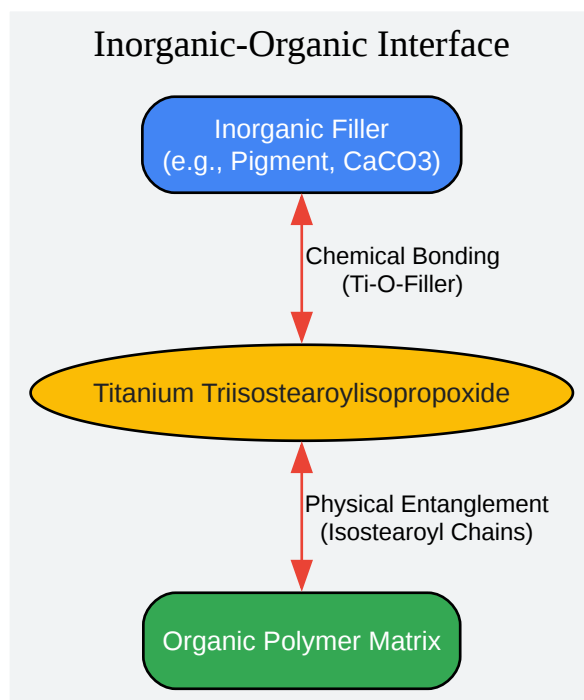 Inorganic-Organic Interface
Inorganic Filler
(e.g., Pigment, CaCO3)
Chemical Bonding
(Ti-O-Filler)
Titanium Triisostearoylisopropoxide
Physical Entanglement
(Isostearoyl Chains)
Organic Polymer Matrix